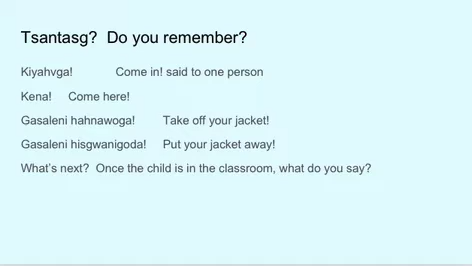 Tsantasg?  Do you remember?
Kiyahvga!  Come in! said to one person
Kena!  Come here!
Gasaleni hahnawoga!  Take off your jacket!
Gasaleni hisgwanigoda!  Put your jacket away!
What's next?  Once the child is in the classroom, what do you say?